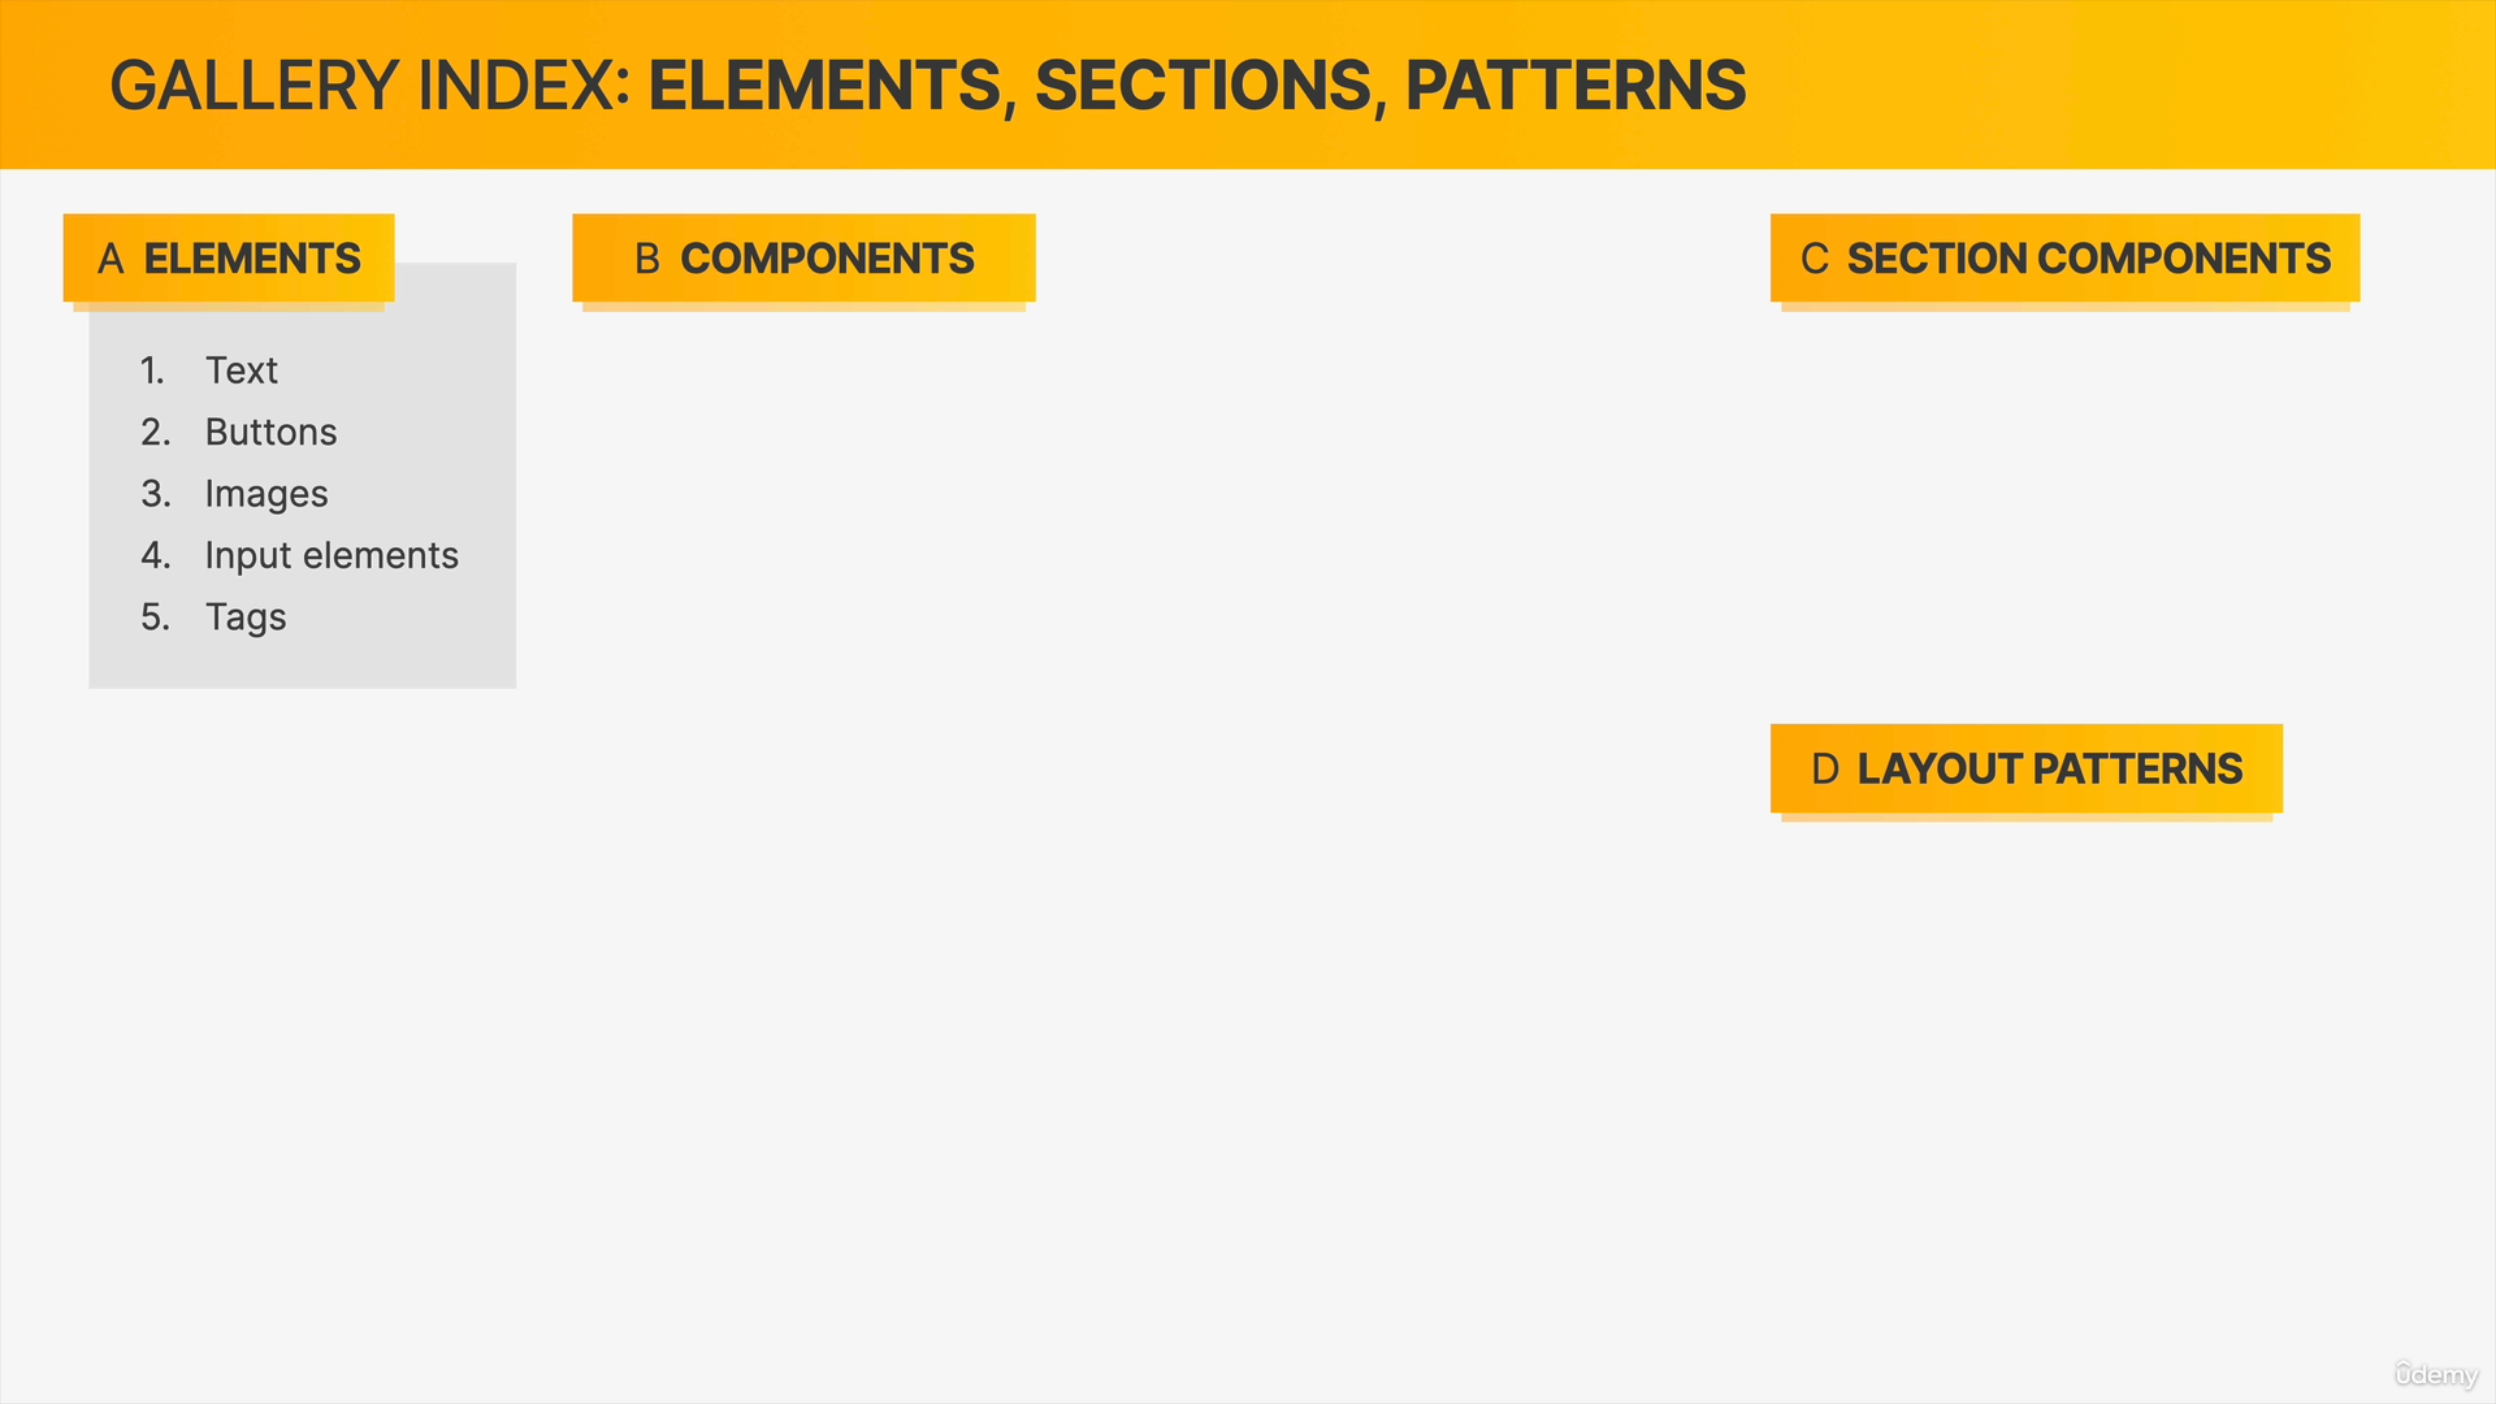 GALLERY INDEX: ELEMENTS, SECTIONS, PATTERNS
A ELEMENTS
1. Text
2. Buttons
3. Images
4. Input elements
5. Tags
B COMPONENTS
C SECTION COMPONENTS
D LAYOUT PATTERNS
ûdemy